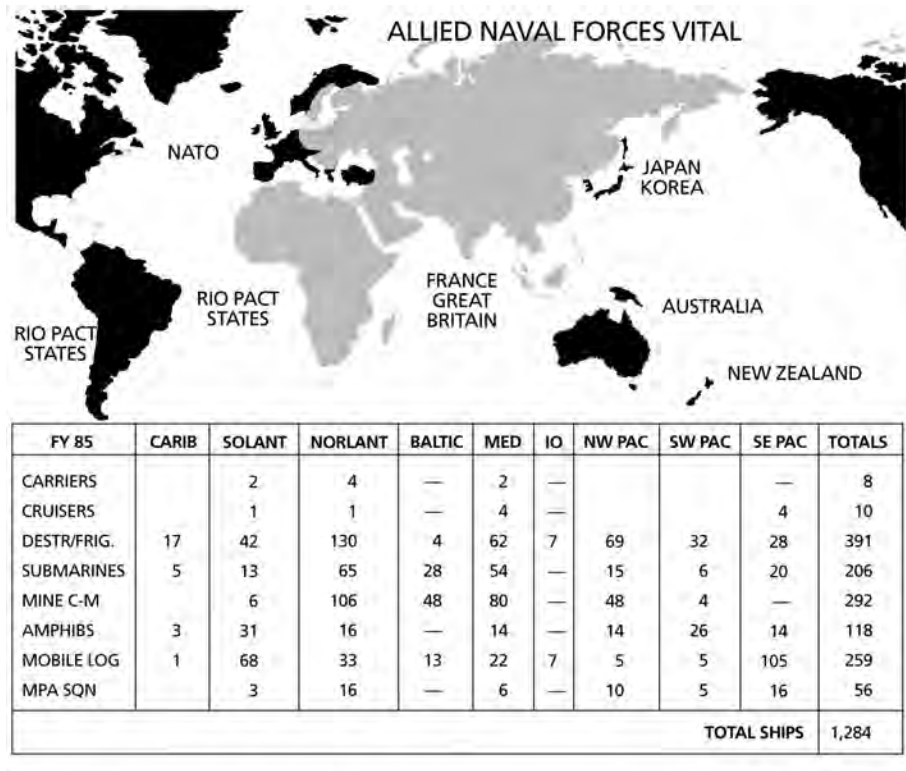 ALLIED NAVAL FORCES VITAL
NATO
JAPAN
KOREA
RIO PACT
STATES
FRANCE
GREAT
BRITAIN
AUSTRALIA
RIO PACT
STATES
NEW ZEALAND
FY 85 CARIB SOLANT NORLANT BALTIC MED IO NW PAC SW PAC SE PAC TOTALS
CARRIERS 2 4 — 2 — — 8
CRUISERS 1 1 — 4 — 4 10
DESTR/FRIG. 17 42 130 4 62 7 69 32 28 391
SUBMARINES 5 13 65 28 54 — 15 6 20 206
MINE C-M 6 106 48 80 — 48 4 — 292
AMPHIBS 3 31 16 — 14 — 14 26 14 118
MOBILE LOG 1 68 33 13 22 7 5 5 105 259
MPA SQN 3 16 — 6 — 10 5 16 56
TOTAL SHIPS 1,284